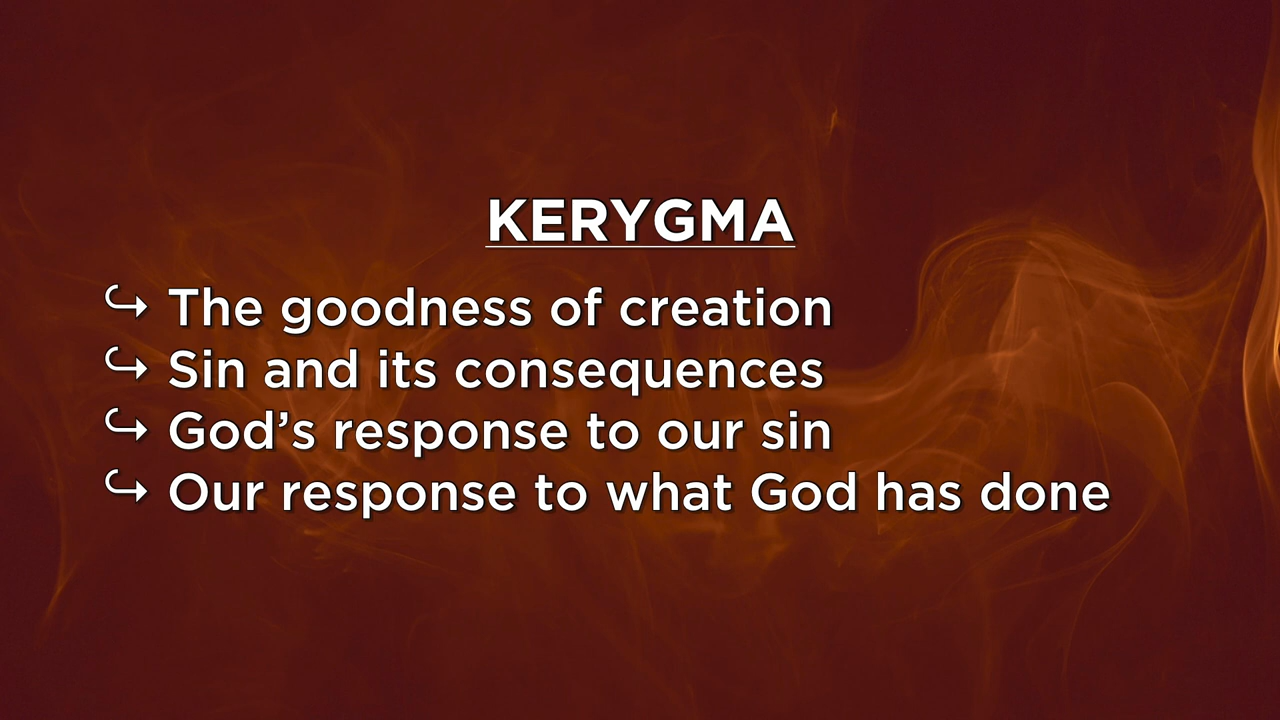 KERYGMA
↪ The goodness of creation
↪ Sin and its consequences
↪ God’s response to our sin
↪ Our response to what God has done